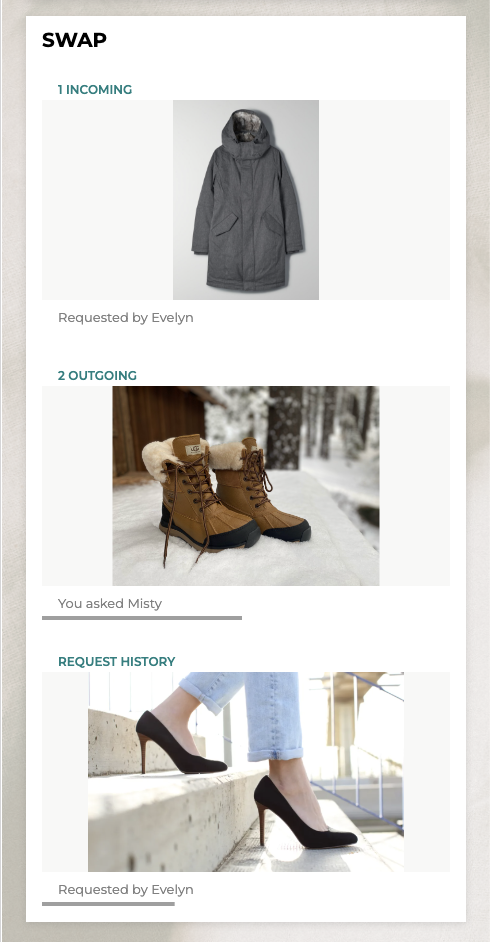 SWAP
1 INCOMING
Requested by Evelyn
2 OUTGOING
UGG
You asked Misty
REQUEST HISTORY
Requested by Evelyn